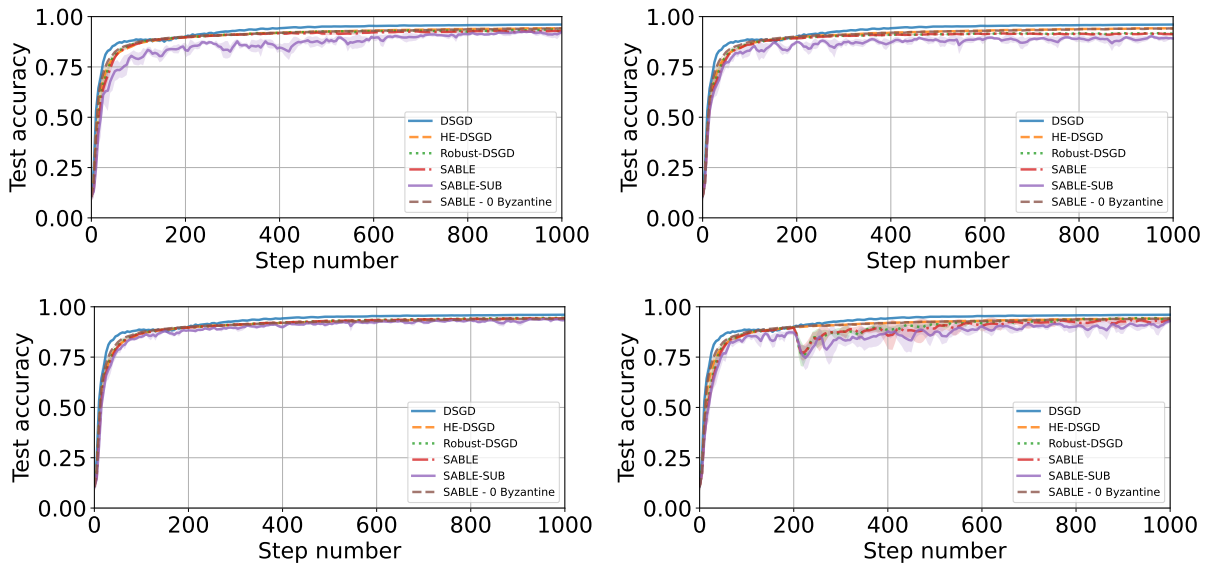 1.00
0.75
0.50
0.25
0.00
Test accuracy
0 200 400 600 800 1000
Step number
DSGD
HE-DSGD
Robust-DSGD
SABLE
SABLE-SUB
SABLE - 0 Byzantine
1.00
0.75
0.50
0.25
0.00
Test accuracy
0 200 400 600 800 1000
Step number
DSGD
HE-DSGD
Robust-DSGD
SABLE
SABLE-SUB
SABLE - 0 Byzantine
1.00
0.75
0.50
0.25
0.00
Test accuracy
0 200 400 600 800 1000
Step number
DSGD
HE-DSGD
Robust-DSGD
SABLE
SABLE-SUB
SABLE - 0 Byzantine
1.00
0.75
0.50
0.25
0.00
Test accuracy
0 200 400 600 800 1000
Step number
DSGD
HE-DSGD
Robust-DSGD
SABLE
SABLE-SUB
SABLE - 0 Byzantine